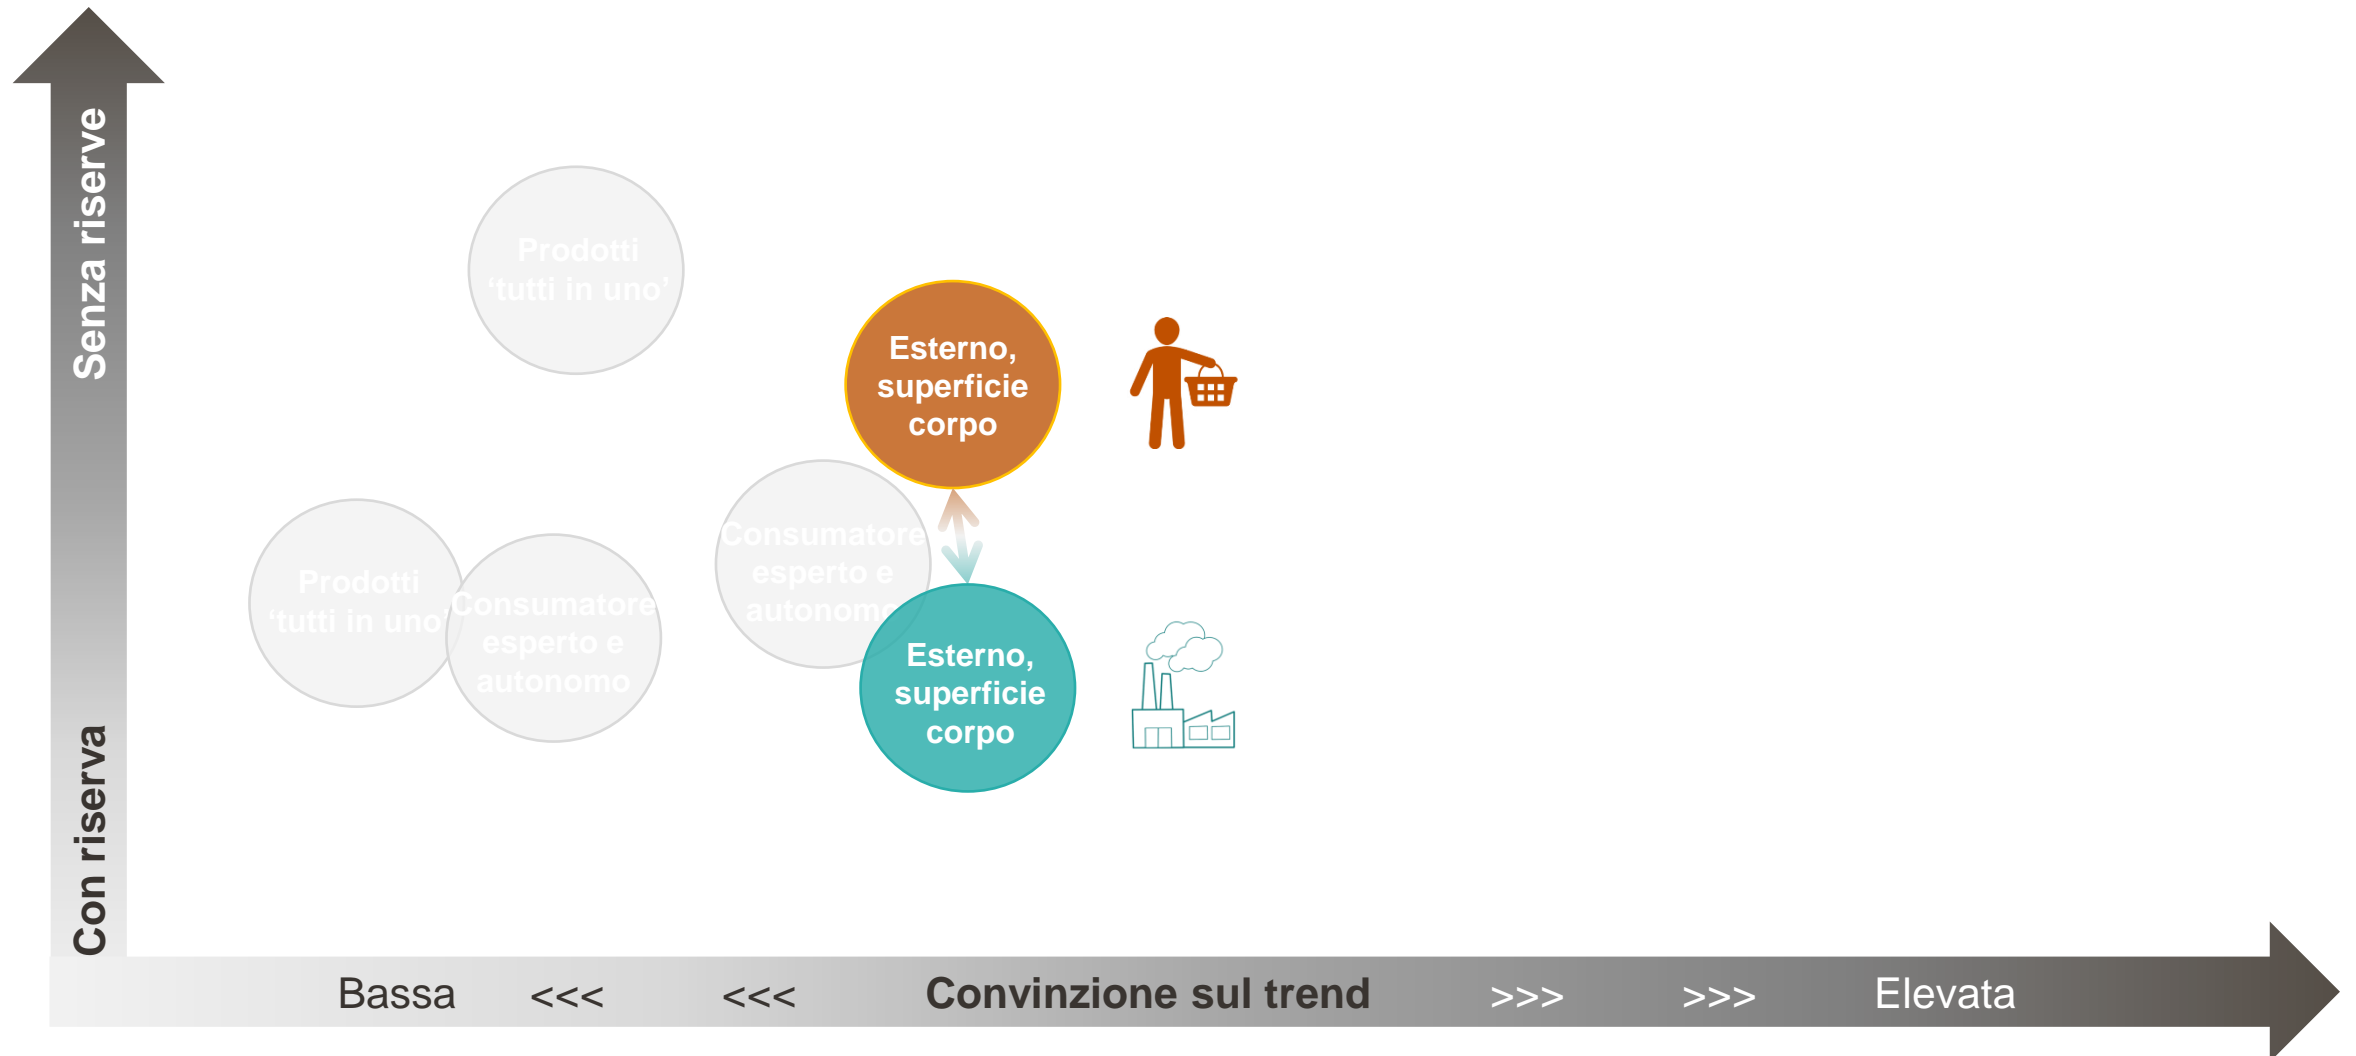 Senza riserve
Con riserva
Prodotti
‘tutti in uno’
Esterno,
superficie
corpo
Consumatore
esperto e
autonomo
Prodotti
‘tutti in uno’
Consumatore
esperto e
autonomo
Esterno,
superficie
corpo
Bassa <<< <<< Convinzione sul trend >>> >>> Elevata